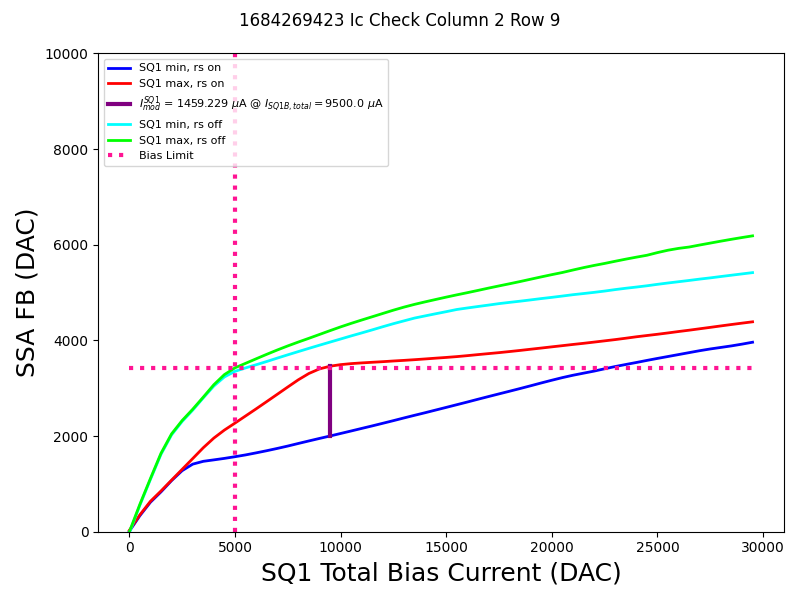 1684269423 Ic Check Column 2 Row 9
10000
8000
6000
4000
2000
0
SSA FB (DAC)
SQ1 min, rs on
SQ1 max, rs on
I_{mod}^{SQ1} = 1459.229 μA @ I_{SQ1B,total} = 9500.0 μA
SQ1 min, rs off
SQ1 max, rs off
Bias Limit
0 5000 10000 15000 20000 25000 30000
SQ1 Total Bias Current (DAC)